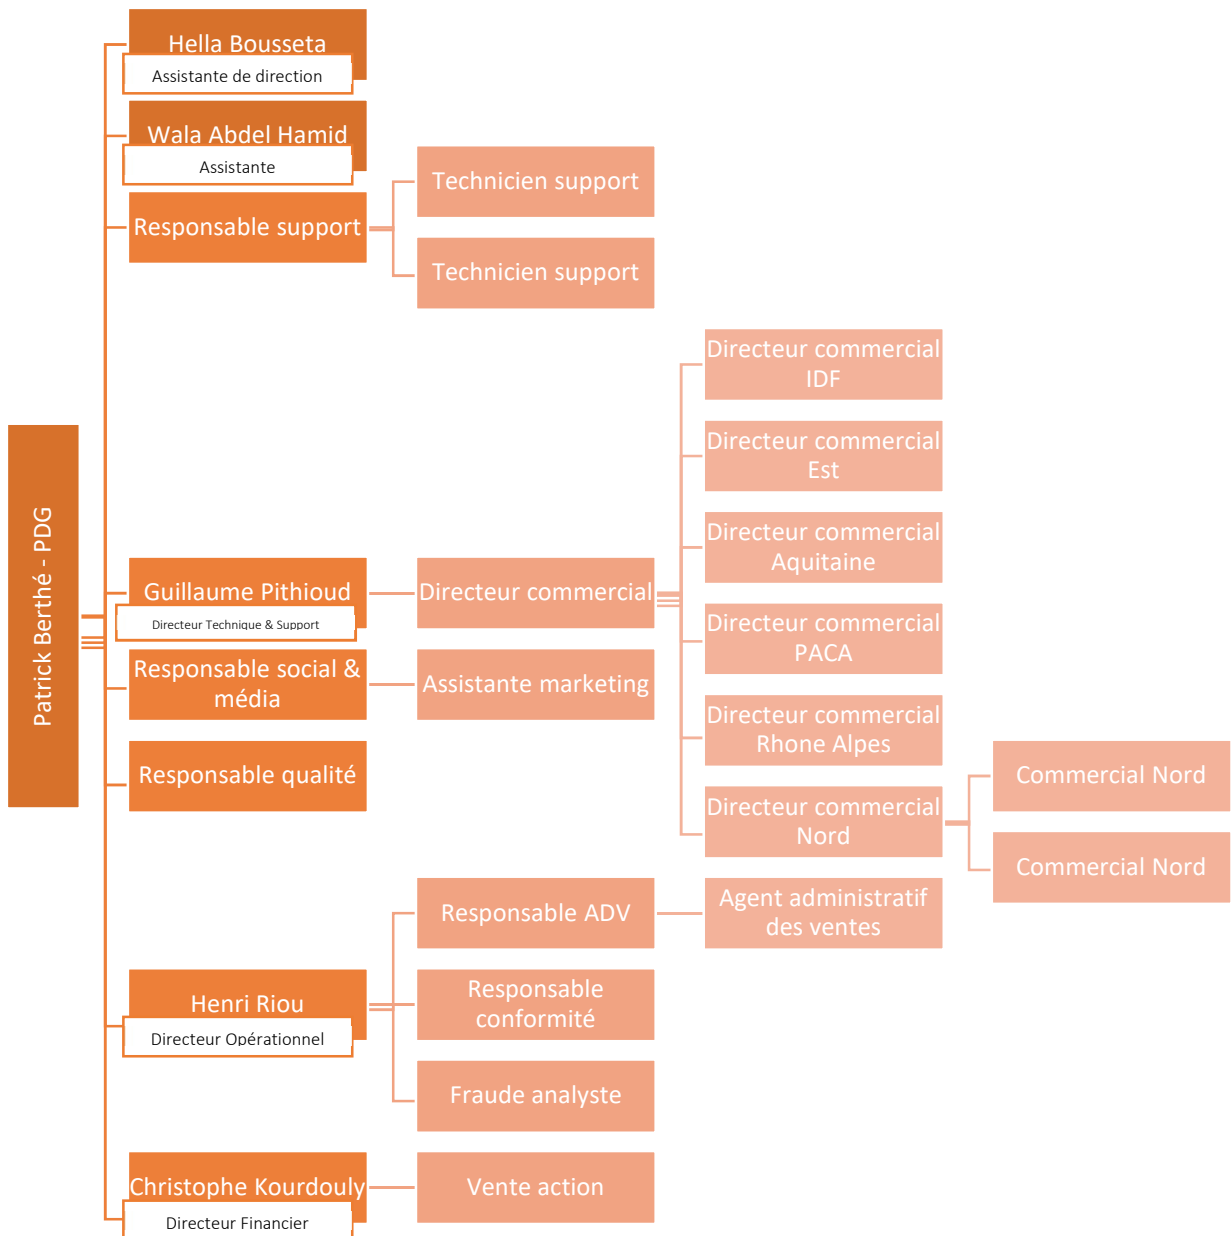 Patrick Berthé - PDG
Hella Bousseta
Assistante de direction
Wala Abdel Hamid
Assistante
Responsable support
Technicien support
Technicien support
Guillaume Pithioud
Directeur Technique & Support
Directeur commercial
Directeur commercial
IDF
Directeur commercial
Est
Directeur commercial
Aquitaine
Directeur commercial
PACA
Directeur commercial
Rhone Alpes
Directeur commercial
Nord
Commercial Nord
Commercial Nord
Responsable social &
média
Assistante marketing
Responsable qualité
Henri Riou
Directeur Opérationnel
Responsable ADV
Agent administratif
des ventes
Responsable
conformité
Fraude analyste
Christophe Kourdouly
Directeur Financier
Vente action